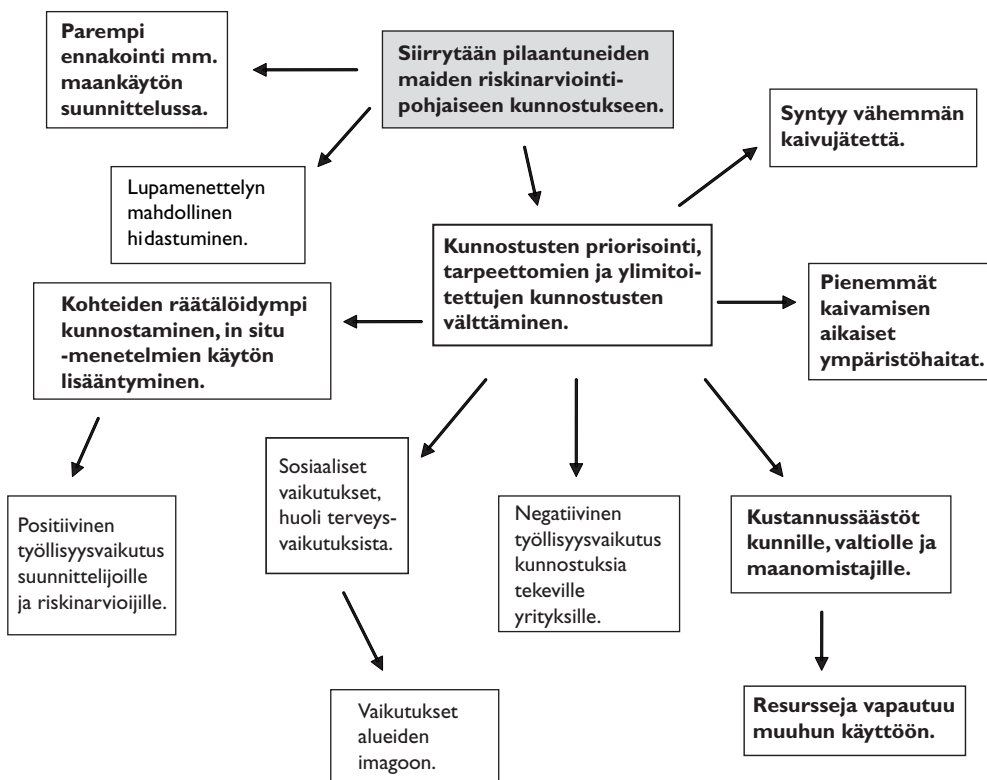 Parempi
ennakointi mm.
maankäytön
suunnittelussa.
Siirrytään pilaantuneiden
maiden riskinarviointi-
pohjaiseen kunnostukseen.
Syntyy vähemmän
kaivujätettä.
Lupamenettelyn
mahdollinen
hidastuminen.
Kunnostusten priorisointi,
tarpeettomien ja ylimitoi-
tettujen kunnostusten
välttäminen.
Pienemmät
kaivamisen
aikaiset
ympäristöhaitat.
Kohteiden räätälöidympi
kunnostaminen, in situ
-menetelmien käytön
lisääntyminen.
Positiivinen
työllisyysvaikutus
suunnittelijoille
ja riskinarvioijille.
Sosiaaliset
vaikutukset,
huoli terveys-
vaikutuksista.
Negatiivinen
työllisyysvaikutus
kunnostuksia
tekeville
yrityksille.
Kustannussäästöt
kunnille, valtiolle ja
maanomistajille.
Vaikutukset
alueiden
imagoon.
Resursseja vapautuu
muuhun käyttöön.